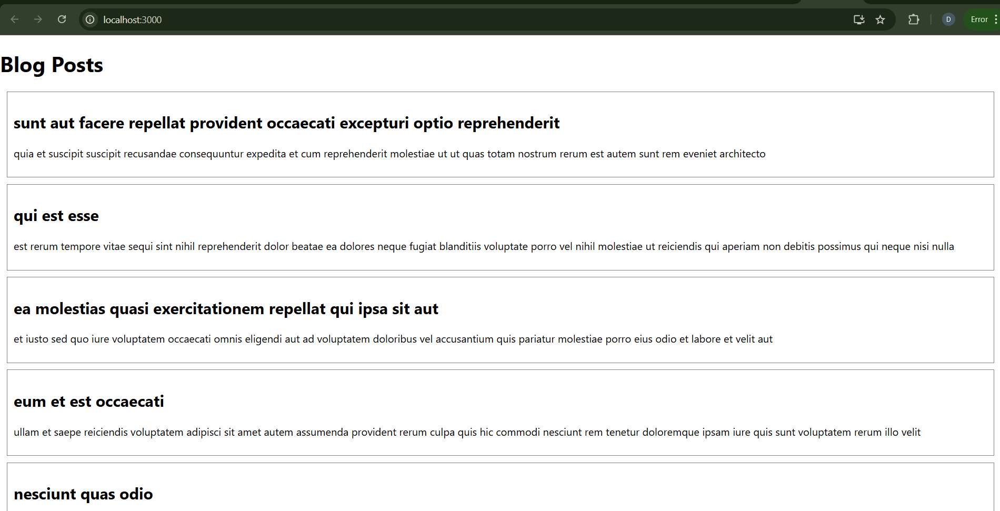 localhost:3000
D
Error
Blog Posts
sunt aut facere repellat provident occaecati excepturi optio reprehenderit
quia et suscipit suscipit recusandae consequuntur expedita et cum reprehenderit molestiae ut ut quas totam nostrum rerum est autem sunt rem eveniet architecto
qui est esse
est rerum tempore vitae sequi sint nihil reprehenderit dolor beatae ea dolores neque fugiat blanditiis voluptate porro vel nihil molestiae ut reiciendis qui aperiam non debitis possimus qui neque nisi nulla
ea molestias quasi exercitationem repellat qui ipsa sit aut
et iusto sed quo iure voluptatem occaecati omnis eligendi aut ad voluptatem doloribus vel accusantium quis pariatur molestiae porro eius odio et labore et velit aut
eum et est occaecati
ullam et saepe reiciendis voluptatem adipisci sit amet autem assumenda provident rerum culpa quis hic commodi nesciunt rem tenetur doloremque ipsam iure quis sunt voluptatem rerum illo velit
nesciunt quas odio